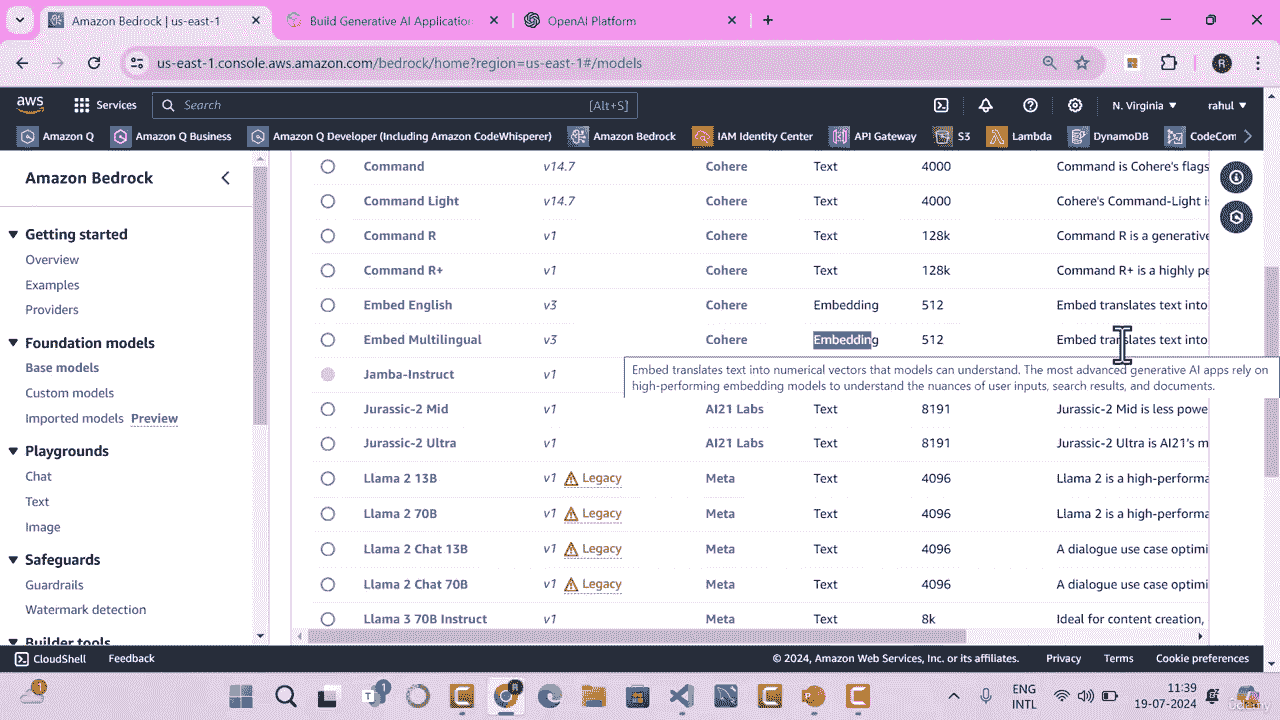 Amazon Bedrock | us-east-1
Build Generative AI Application
OpenAI Platform
us-east-1.console.aws.amazon.com/bedrock/home?region=us-east-1#/models
R
aws
Services
Search
[Alt+S]
N. Virginia
rahul
Amazon Q
Amazon Q Business
Amazon Q Developer (Including Amazon CodeWhisperer)
Amazon Bedrock
IAM Identity Center
API Gateway
S3
Lambda
DynamoDB
CodeCom
Amazon Bedrock
Getting started
Overview
Examples
Providers
Foundation models
Base models
Custom models
Imported models Preview
Playgrounds
Chat
Text
Image
Safeguards
Guardrails
Watermark detection
Builder tools
Command v14.7 Cohere Text 4000 Command is Cohere's flags
Command Light v14.7 Cohere Text 4000 Cohere's Command-Light i
Command R v1 Cohere Text 128k Command R is a generative
Command R+ v1 Cohere Text 128k Command R+ is a highly pe
Embed English v3 Cohere Embedding 512 Embed translates text into
Embed Multilingual v3 Cohere Embedding 512 Embed translates text into
Jamba-Instruct v1
Embed translates text into numerical vectors that models can understand. The most advanced generative AI apps rely on
high-performing embedding models to understand the nuances of user inputs, search results, and documents.
Jurassic-2 Mid v1 AI21 Labs Text 8191 Jurassic-2 Mid is less powe
Jurassic-2 Ultra v1 AI21 Labs Text 8191 Jurassic-2 Ultra is AI21's m
Llama 2 13B v1 Legacy Meta Text 4096 Llama 2 is a high-performa
Llama 2 70B v1 Legacy Meta Text 4096 Llama 2 is a high-performa
Llama 2 Chat 13B v1 Legacy Meta Text 4096 A dialogue use case optimi
Llama 2 Chat 70B v1 Legacy Meta Text 4096 A dialogue use case optimi
Llama 3 70B Instruct v1 Meta Text 8k Ideal for content creation,
CloudShell
Feedback
© 2024, Amazon Web Services, Inc. or its affiliates.
Privacy
Terms
Cookie preferences
ENG
INTL
11:39
19-07-2024